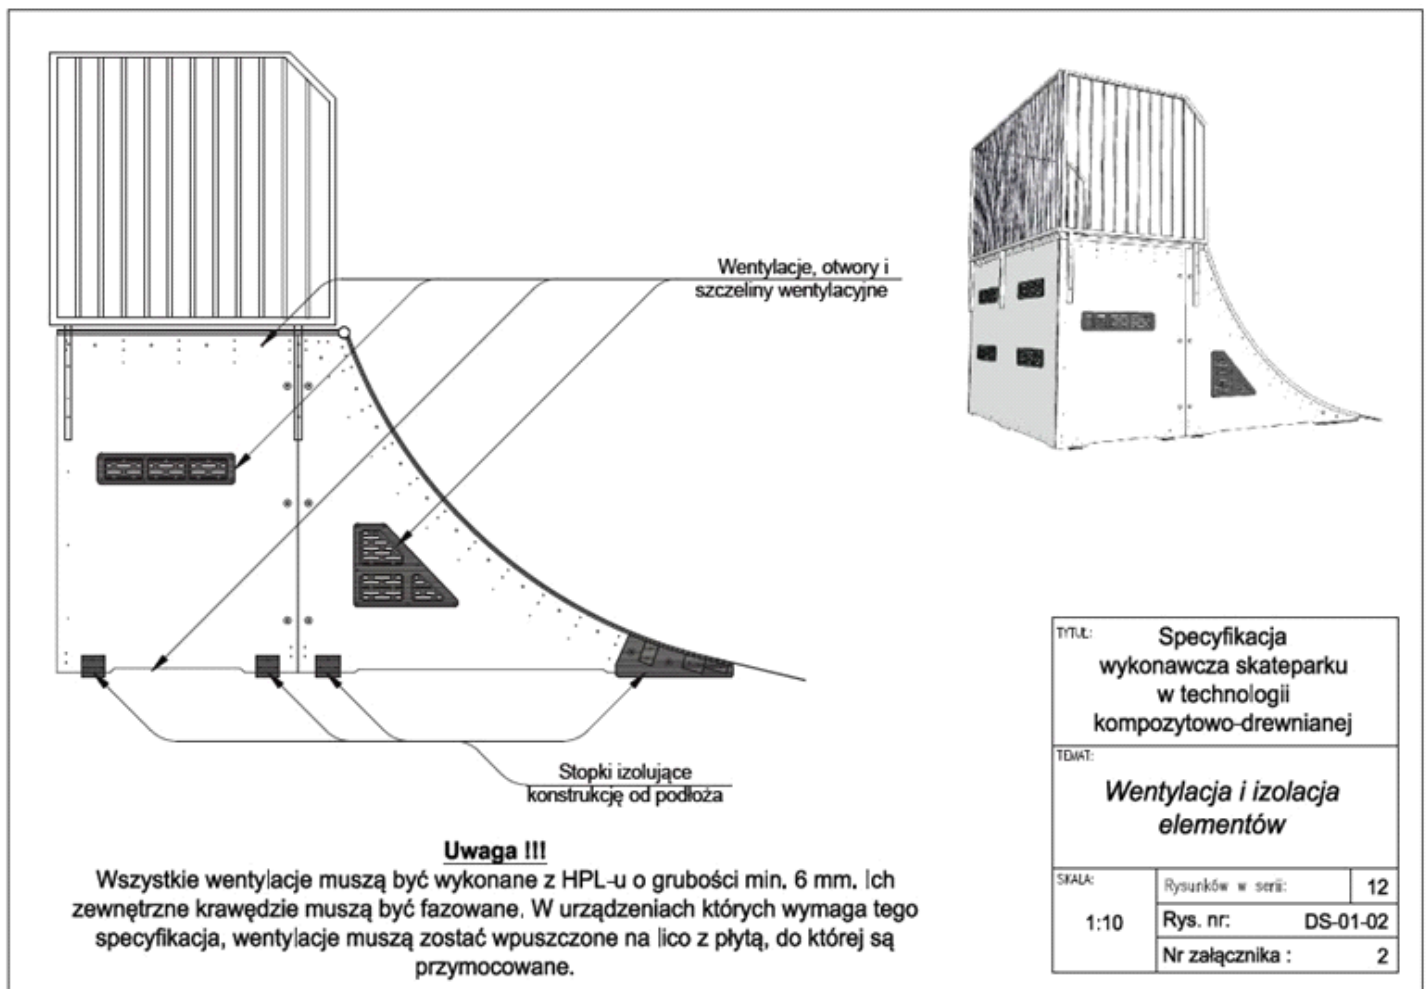 Wentylacje, otwory i
szczeliny wentylacyjne
Stopki izolujące
konstrukcję od podłoża
Uwaga !!!
Wszystkie wentylacje muszą być wykonane z HPL-u o grubości min. 6 mm. Ich
zewnętrzne krawędzie muszą być fazowane. W urządzeniach których wymaga tego
specyfikacja, wentylacje muszą zostać wpuszczone na lico z płytą, do której są
przymocowane.
TYTUŁ:
Specyfikacja
wykonawcza skateparku
w technologii
kompozytowo-drewnianej
TEMAT:
Wentylacja i izolacja
elementów
SKALA:
1:10
Rysunków w serii: 12
Rys. nr: DS-01-02
Nr załącznika : 2